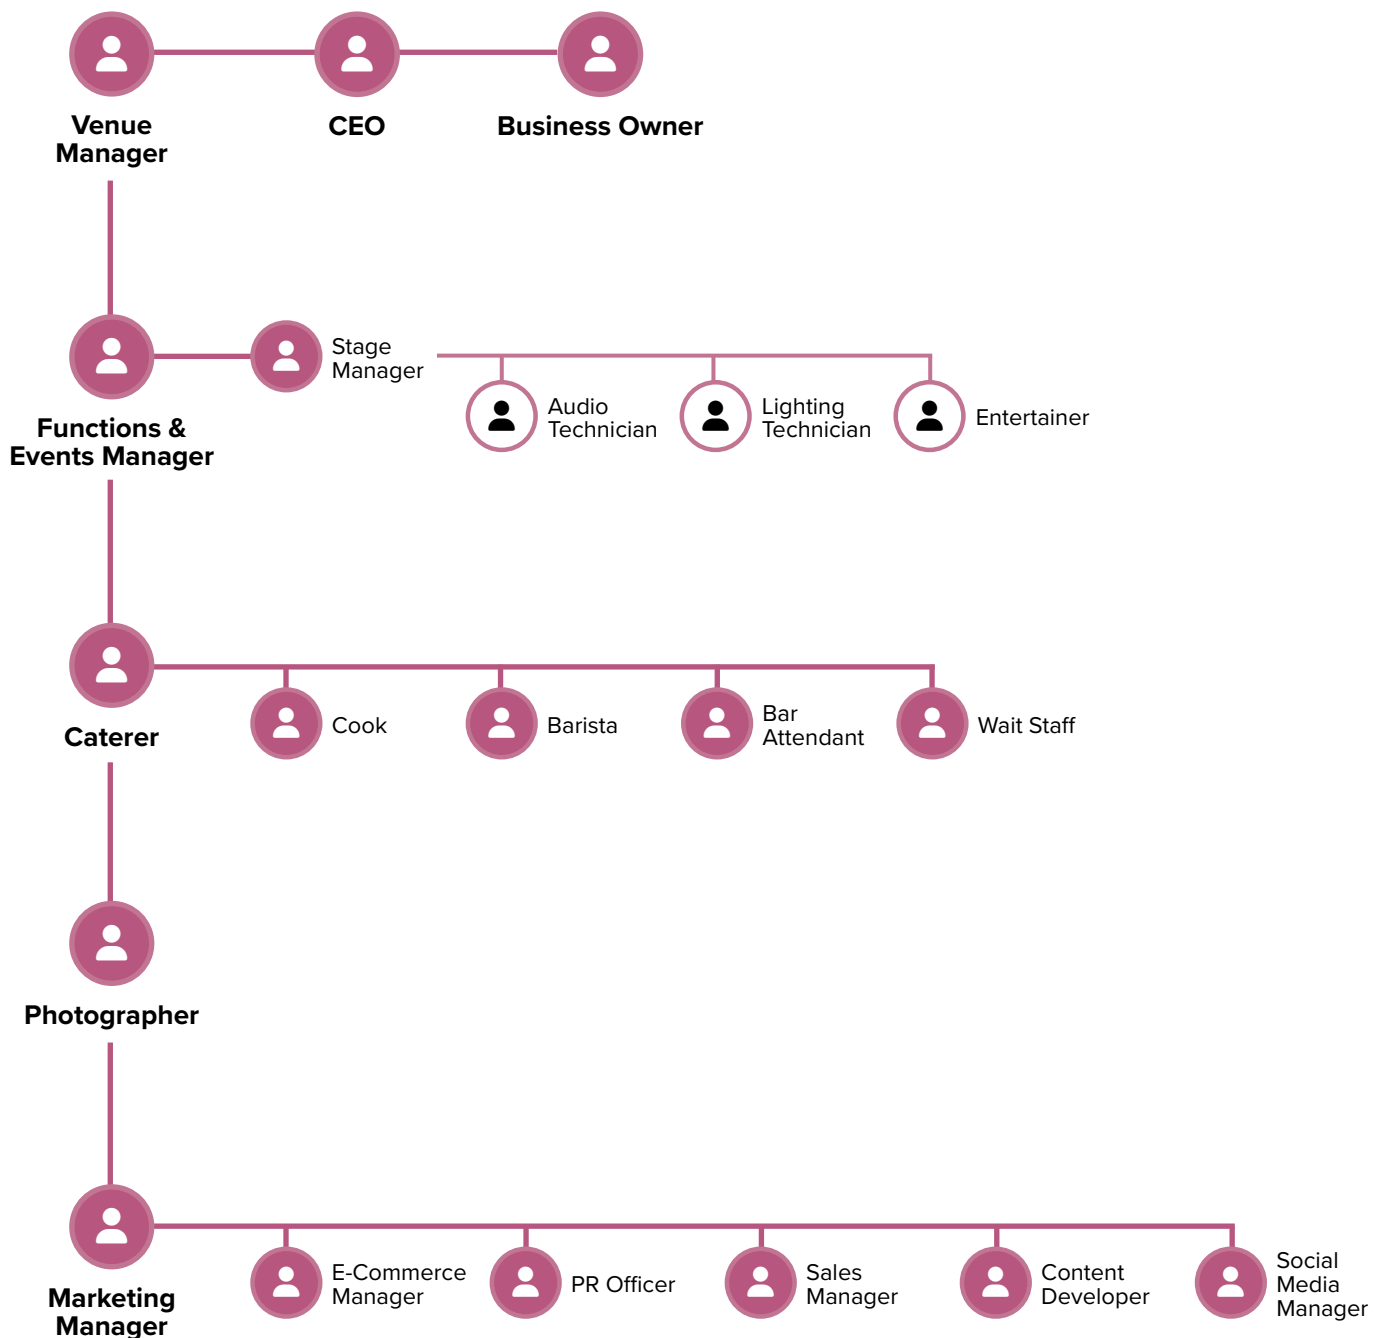 Venue
Manager
CEO
Business Owner
Functions &
Events Manager
Stage
Manager
Audio
Technician
Lighting
Technician
Entertainer
Caterer
Cook
Barista
Bar
Attendant
Wait Staff
Photographer
Marketing
Manager
E-Commerce
Manager
PR Officer
Sales
Manager
Content
Developer
Social
Media
Manager